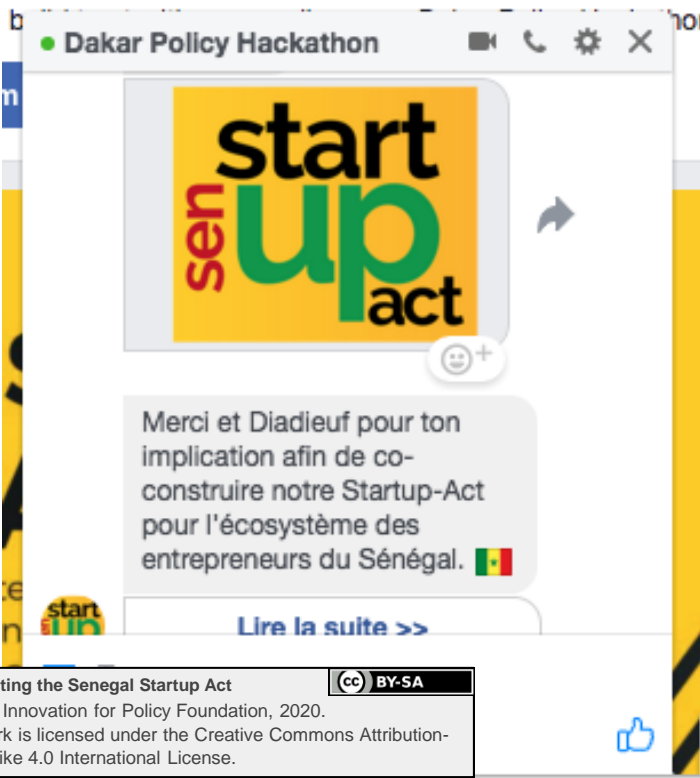 Dakar Policy Hackathon
start
sen up
act
Merci et Diadieuf pour ton
implication afin de co-
construire notre Startup-Act
pour l'écosystème des
entrepreneurs du Sénégal.
start
up
Lire la suite >>
ting the Senegal Startup Act
cc BY-SA
Innovation for Policy Foundation, 2020.
rk is licensed under the Creative Commons Attribution-
ike 4.0 International License.